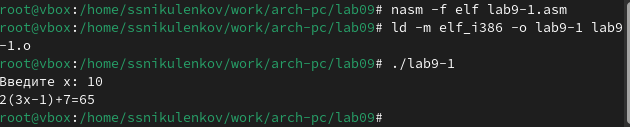 root@vbox:/home/ssnikulenkov/work/arch-pc/lab09# nasm -f elf lab9-1.asm
root@vbox:/home/ssnikulenkov/work/arch-pc/lab09# ld -m elf_i386 -o lab9-1 lab9
-1.o
root@vbox:/home/ssnikulenkov/work/arch-pc/lab09# ./lab9-1
Введите x: 10
2(3x-1)+7=65
root@vbox:/home/ssnikulenkov/work/arch-pc/lab09#